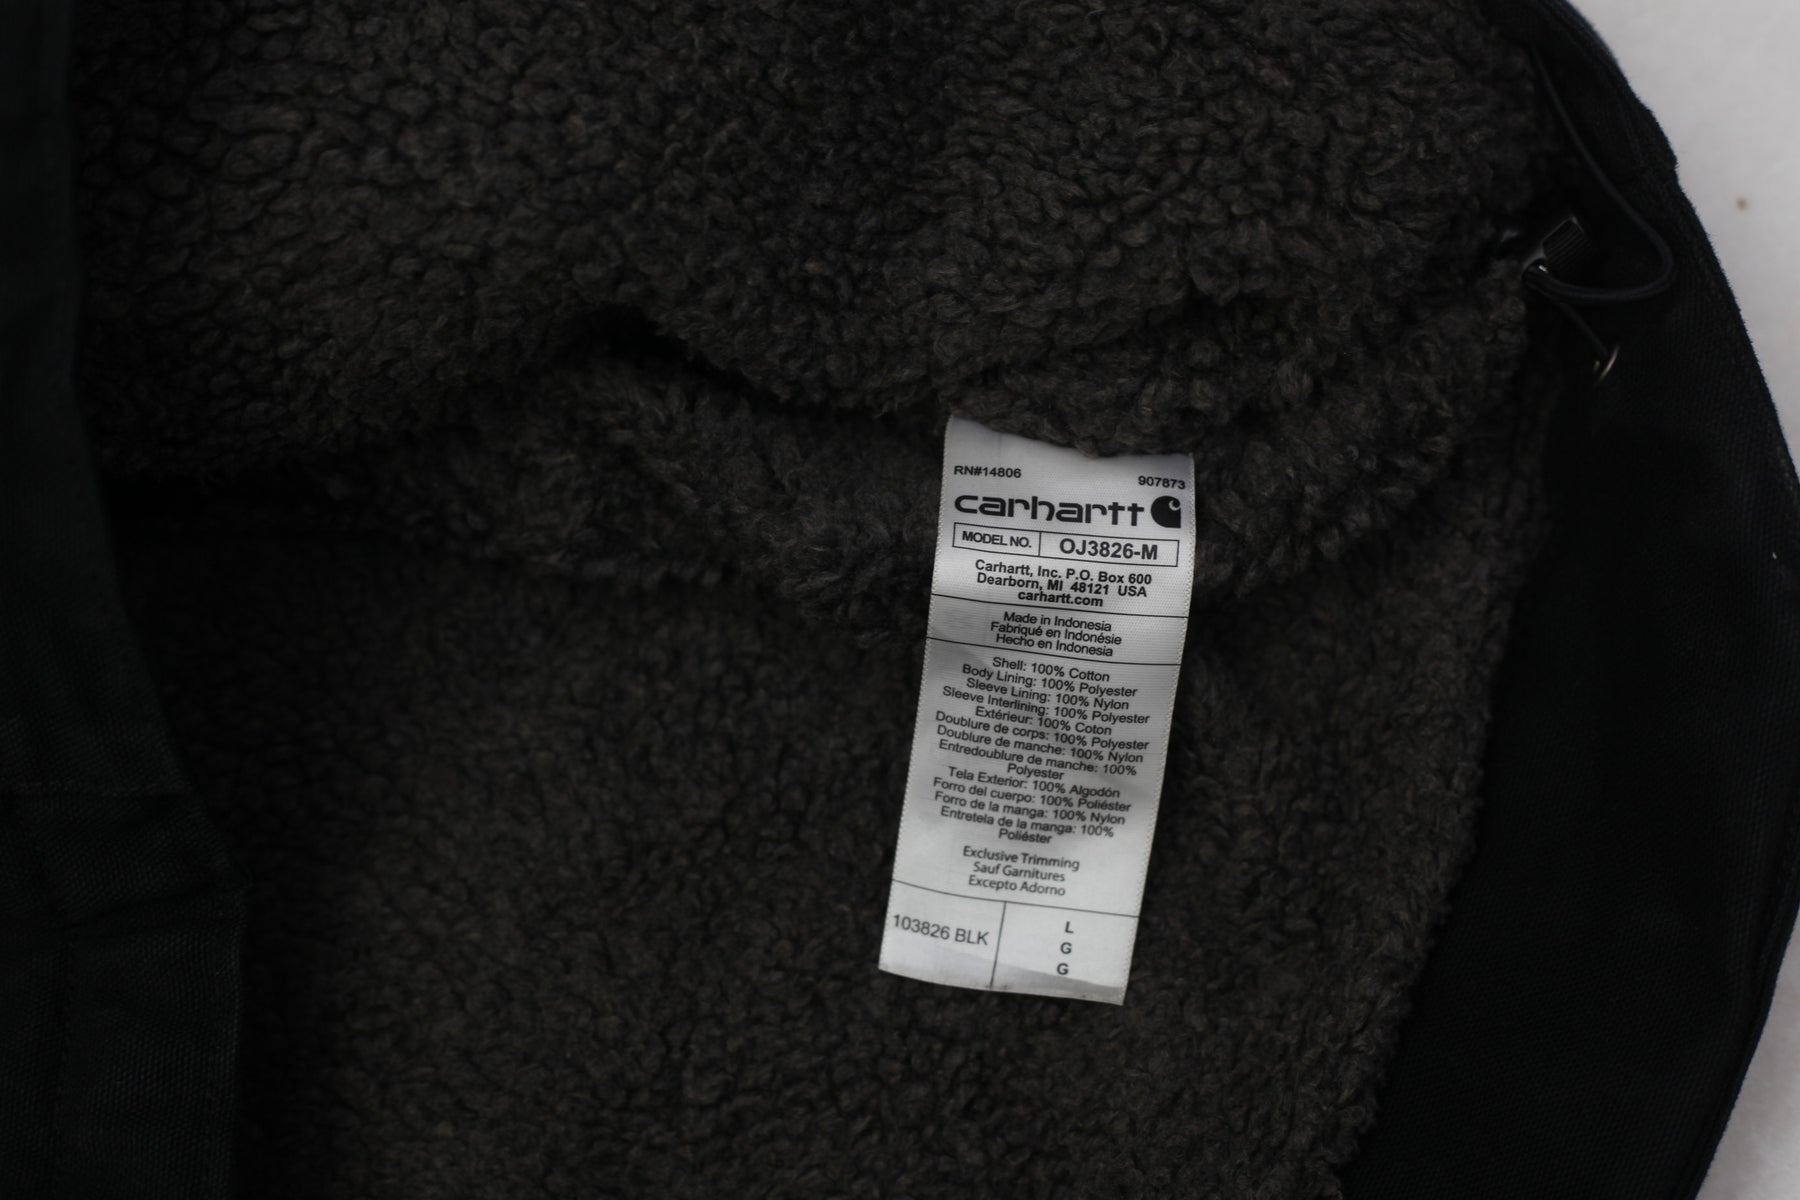 RN#14806 907873
carhartt
MODEL NO. OJ3826-M
Carhartt, Inc. P.O. Box 600
Dearborn, MI 48121 USA
carhartt.com
Made in Indonesia
Fabriqué en Indonésie
Hecho en Indonesia
Shell: 100% Cotton
Body Lining: 100% Polyester
Sleeve Lining: 100% Nylon
Sleeve Interlining: 100% Polyester
Extérieur: 100% Coton
Doublure de corps: 100% Polyester
Doublure de manche: 100% Nylon
Entredoublure de manche: 100%
Polyester
Tela Exterior: 100% Algodón
Forro del cuerpo: 100% Poliéster
Forro de la manga: 100% Nylon
Entretela de la manga: 100%
Poliéster
Exclusive Trimming
Sauf Garnitures
Excepto Adorno
103826 BLK
L
G
G